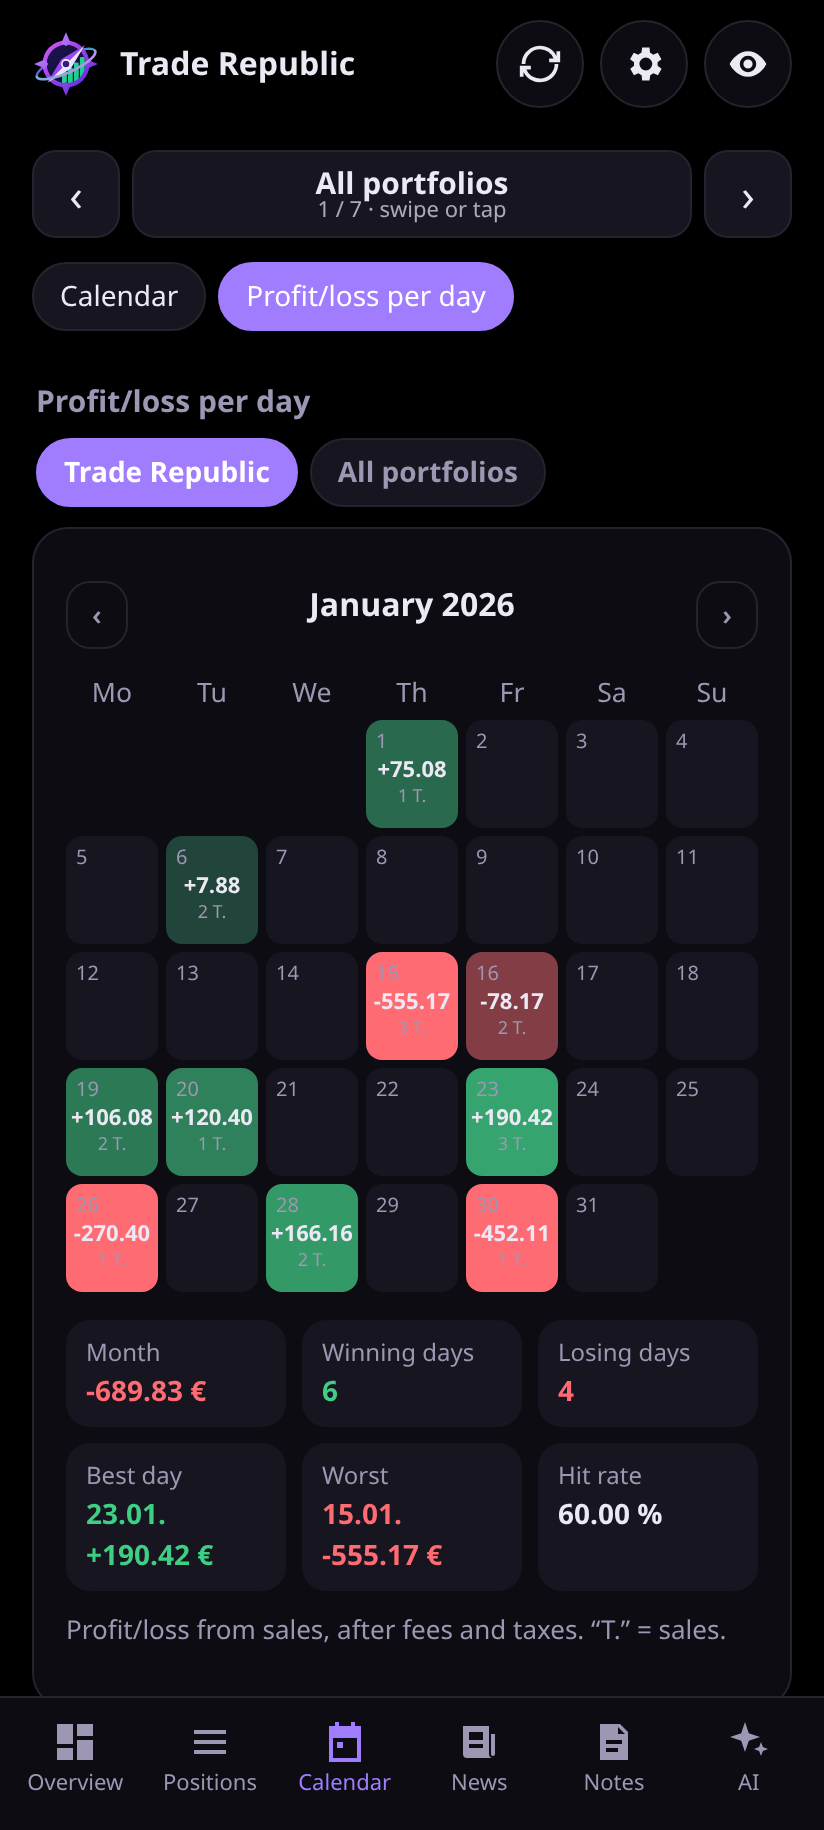 Trade Republic
‹
All portfolios
1 / 7 · swipe or tap
›
Calendar
Profit/loss per day
Profit/loss per day
Trade Republic
All portfolios
‹
January 2026
›
Mo Tu We Th Fr Sa Su
1 2 3 4
+75.08
1 T.
5 6 7 8 9 10 11
+7.88
2 T.
12 13 14 15 16 17 18
-555.17 -78.17
3 T. 2 T.
19 20 21 22 23 24 25
+106.08 +120.40 +190.42
2 T. 1 T. 3 T.
26 27 28 29 30 31
-270.40 +166.16 -452.11
1 T. 2 T. 1 T.
Month Winning days Losing days
-689.83 € 6 4
Best day Worst Hit rate
23.01. 15.01. 60.00 %
+190.42 € -555.17 €
Profit/loss from sales, after fees and taxes. “T.” = sales.
Overview Positions Calendar News Notes AI